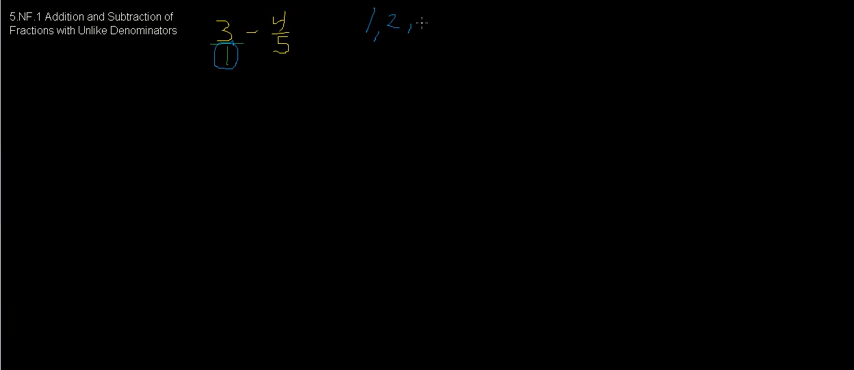 5.NF.1 Addition and Subtraction of
Fractions with Unlike Denominators
3/1 - 4/5
1, 2,